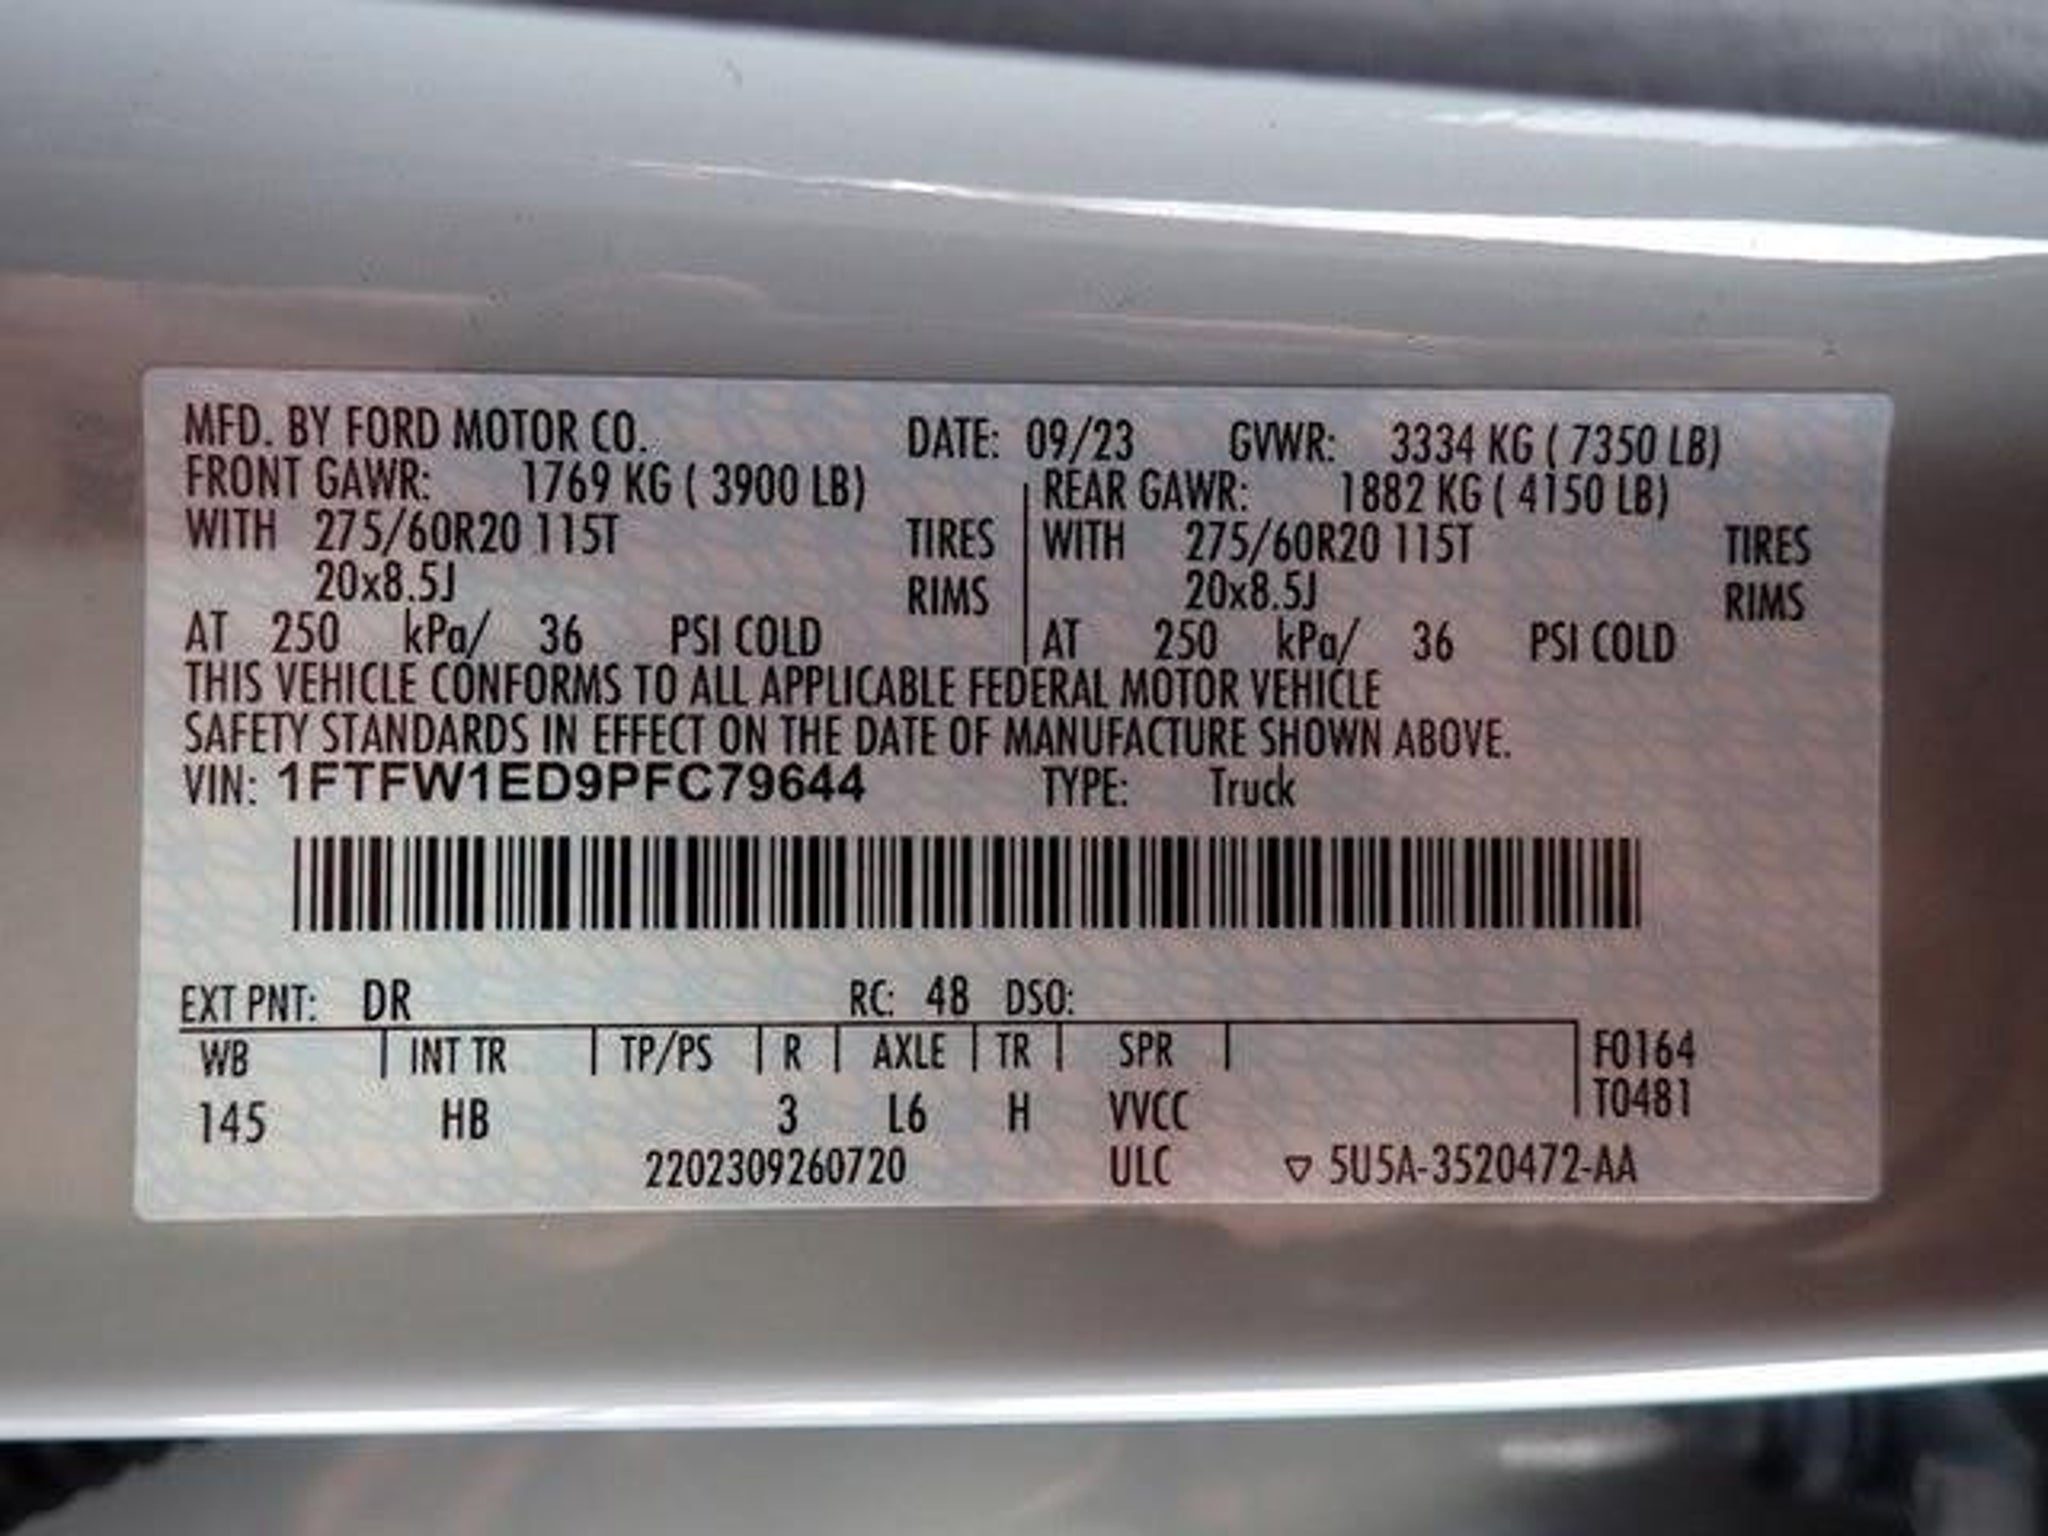 MFD. BY FORD MOTOR CO. DATE: 09/23 GVWR: 3334 KG ( 7350 LB)
FRONT GAWR: 1769 KG ( 3900 LB) REAR GAWR: 1882 KG ( 4150 LB)
WITH 275/60R20 115T TIRES WITH 275/60R20 115T TIRES
20x8.5J RIMS 20x8.5J RIMS
AT 250 kPa/ 36 PSI COLD AT 250 kPa/ 36 PSI COLD
THIS VEHICLE CONFORMS TO ALL APPLICABLE FEDERAL MOTOR VEHICLE
SAFETY STANDARDS IN EFFECT ON THE DATE OF MANUFACTURE SHOWN ABOVE.
VIN: 1FTFW1ED9PFC79644 TYPE: Truck
EXT PNT: DR RC: 48 DSO:
WB INT TR TP/PS R AXLE TR SPR F0164
T0481
145 HB 3 L6 H VVCC
2202309260720 ULC ▽ 5U5A-3520472-AA